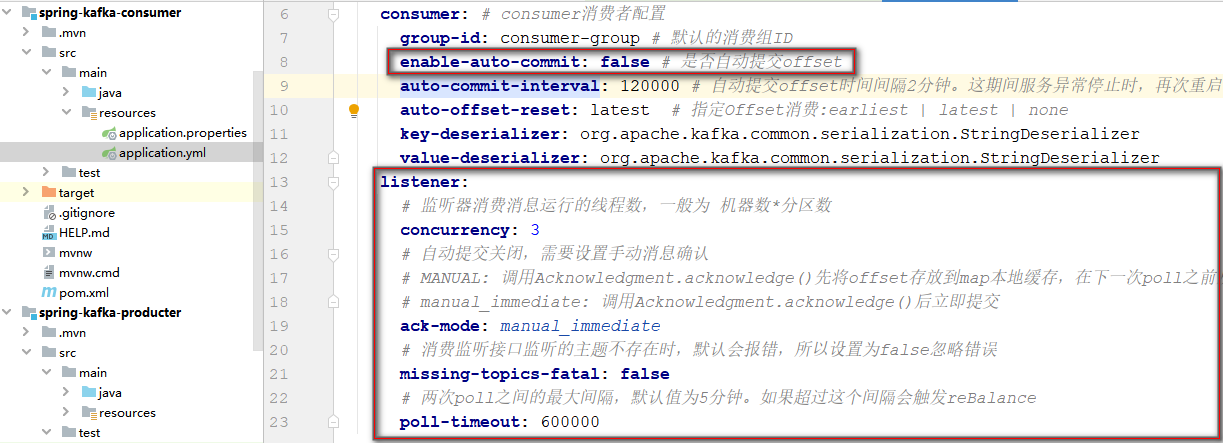 spring-kafka-consumer
.mvn
src
main
java
resources
application.properties
application.yml
test
target
.gitignore
HELP.md
mvnw
mvnw.cmd
pom.xml
spring-kafka-producter
.mvn
src
main
java
resources
test
6 consumer: # consumer消费者配置
7 group-id: consumer-group # 默认的消费组ID
8 enable-auto-commit: false # 是否自动提交offset
9 auto-commit-interval: 120000 # 自动提交offset时间间隔2分钟。这期间服务异常停止时，再次重启
10 auto-offset-reset: latest # 指定Offset消费:earliest | latest | none
11 key-deserializer: org.apache.kafka.common.serialization.StringDeserializer
12 value-deserializer: org.apache.kafka.common.serialization.StringDeserializer
13 listener:
14 # 监听器消费消息运行的线程数，一般为 机器数*分区数
15 concurrency: 3
16 # 自动提交关闭，需要设置手动消息确认
17 # MANUAL: 调用Acknowledgment.acknowledge()先将offset存放到map本地缓存，在下一次poll之前
18 # manual_immediate: 调用Acknowledgment.acknowledge()后立即提交
19 ack-mode: manual_immediate
20 # 消费监听接口监听的主题不存在时，默认会报错，所以设置为false忽略错误
21 missing-topics-fatal: false
22 # 两次poll之间的最大间隔，默认值为5分钟。如果超过这个间隔会触发reBalance
23 poll-timeout: 600000